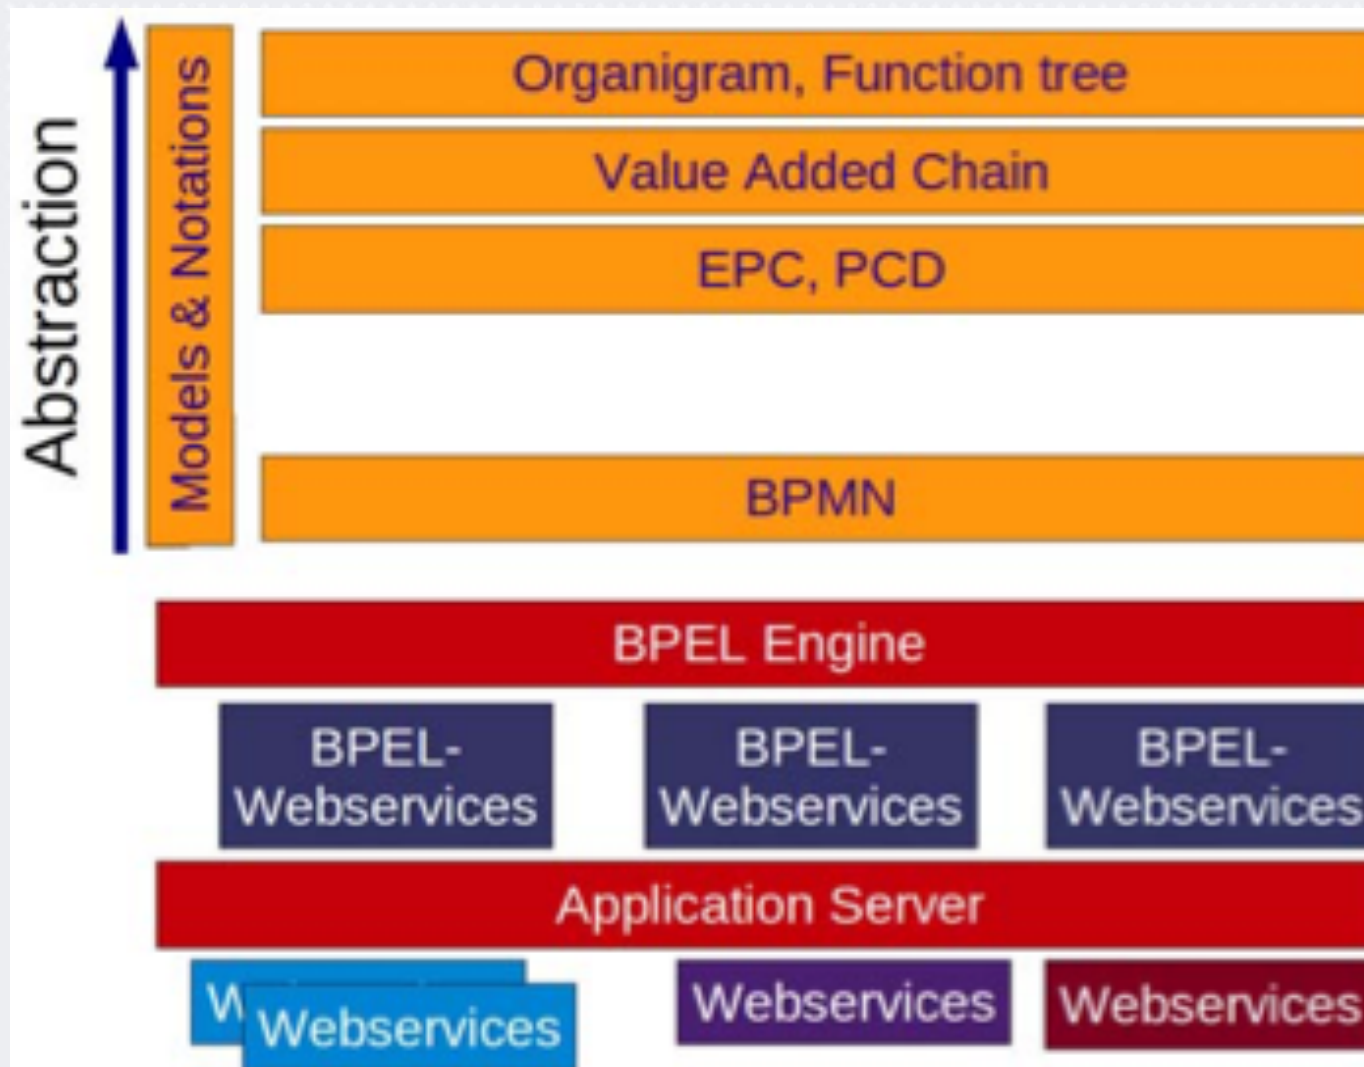 Abstraction
Models & Notations
Organigram, Function tree
Value Added Chain
EPC, PCD
BPMN
BPEL Engine
BPEL-
Webservices
BPEL-
Webservices
BPEL-
Webservices
Application Server
Webservices
Webservices
Webservices